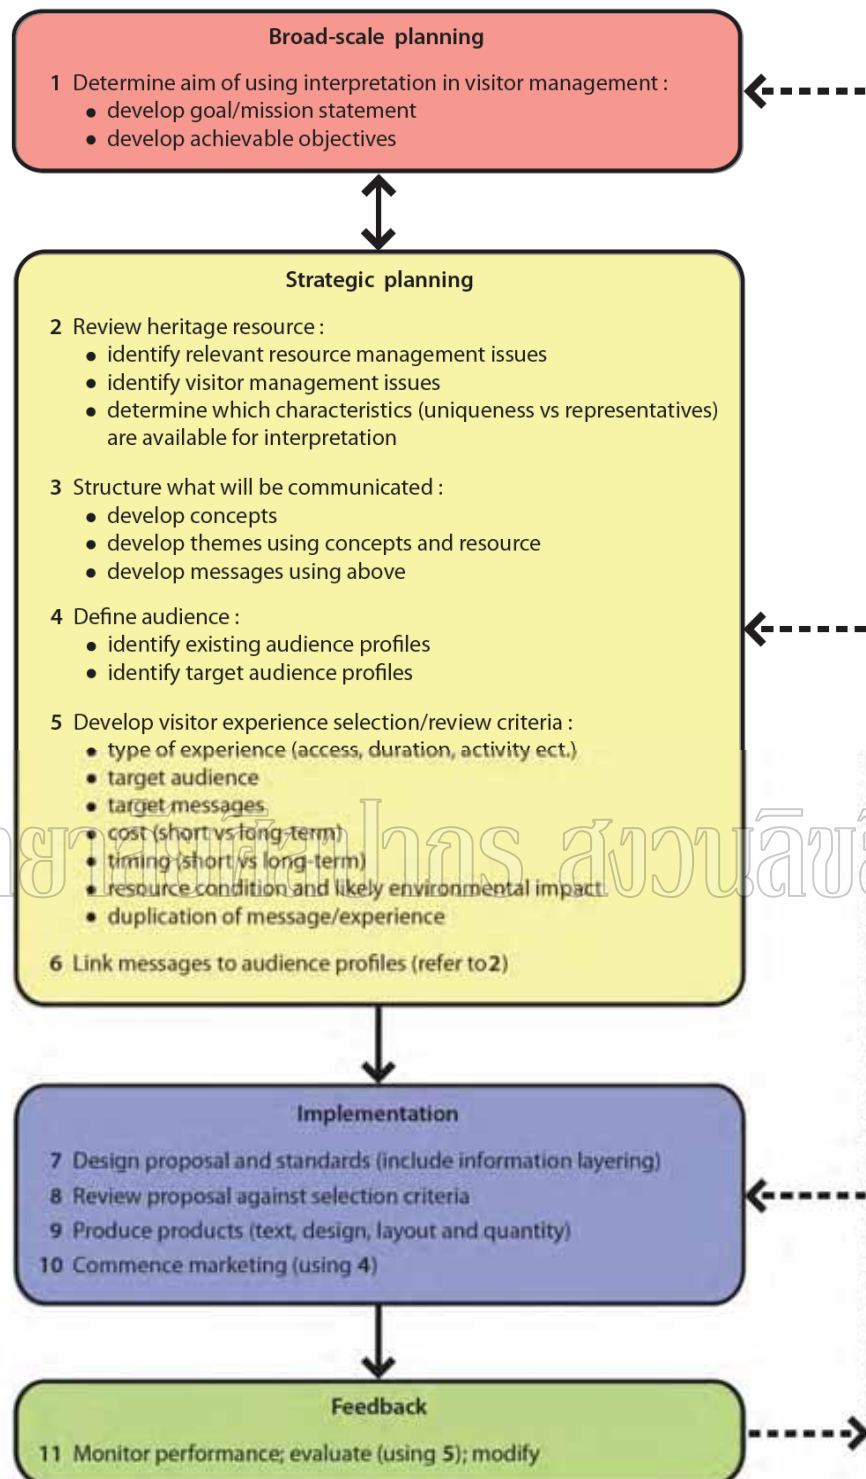 Broad-scale planning
1 Determine aim of using interpretation in visitor management :
● develop goal/mission statement
● develop achievable objectives
Strategic planning
2 Review heritage resource :
● identify relevant resource management issues
● identify visitor management issues
● determine which characteristics (uniqueness vs representatives)
are available for interpretation
3 Structure what will be communicated :
● develop concepts
● develop themes using concepts and resource
● develop messages using above
4 Define audience :
● identify existing audience profiles
● identify target audience profiles
5 Develop visitor experience selection/review criteria :
● type of experience (access, duration, activity ect.)
● target audience
● target messages
● cost (short vs long-term)
● timing (short vs long-term)
● resource condition and likely environmental impact
● duplication of message/experience
6 Link messages to audience profiles (refer to 2)
Implementation
7 Design proposal and standards (include information layering)
8 Review proposal against selection criteria
9 Produce products (text, design, layout and quantity)
10 Commence marketing (using 4)
Feedback
11 Monitor performance; evaluate (using 5); modify